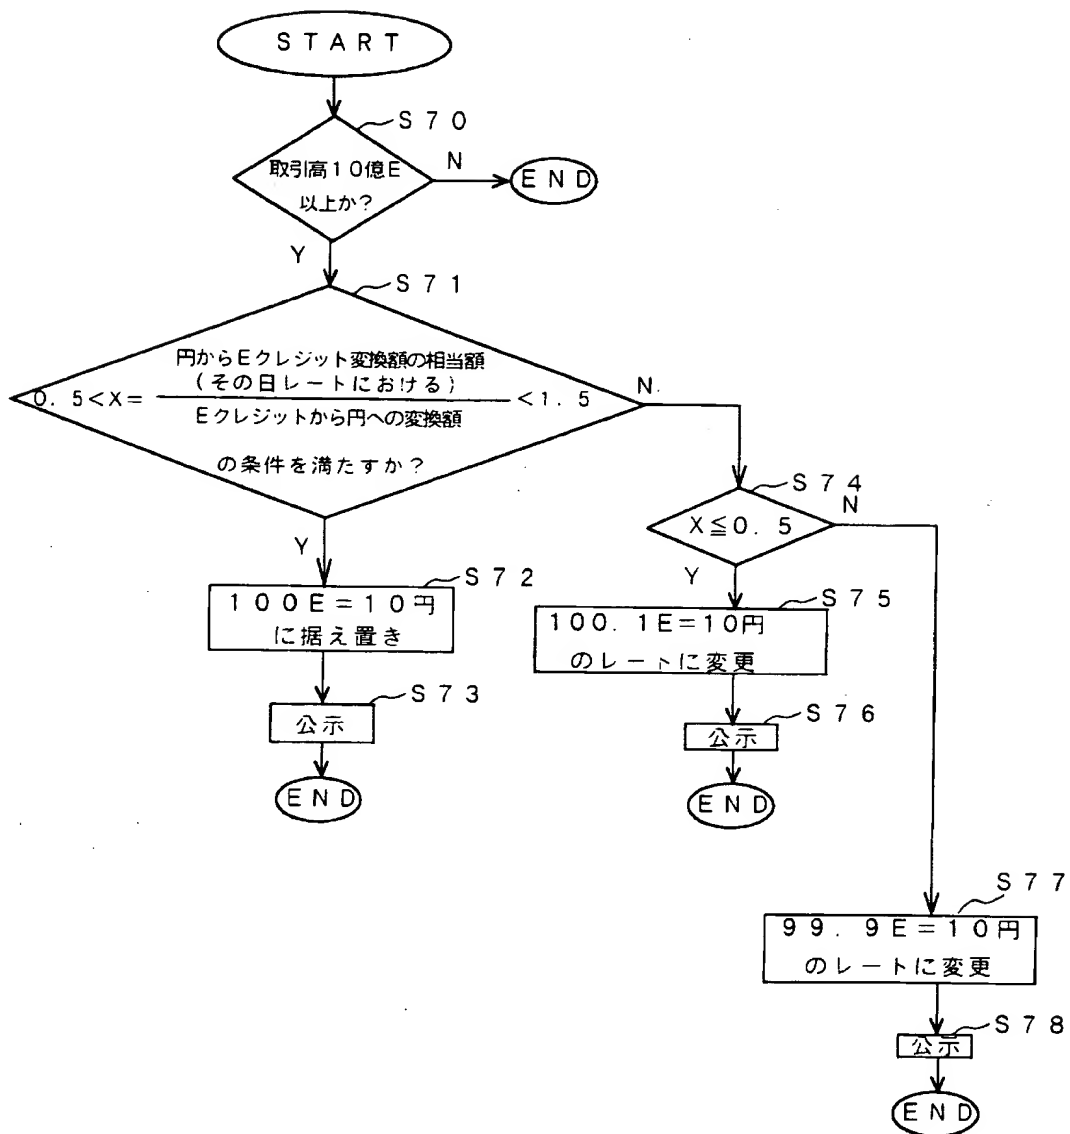 START
S70
取引高10億E
以上か?
N
END
Y
S71
円からEクレジット変換額の相当額
(その日レートにおける)
0.5<X=
<1.5
Eクレジットから円への変換額
の条件を満たすか?
N
Y
S72
100E=10円
に据え置き
S73
公示
END
S74
X≦0.5
N
Y
S75
100.1E=10円
のレートに変更
S76
公示
END
S77
99.9E=10円
のレートに変更
S78
公示
END